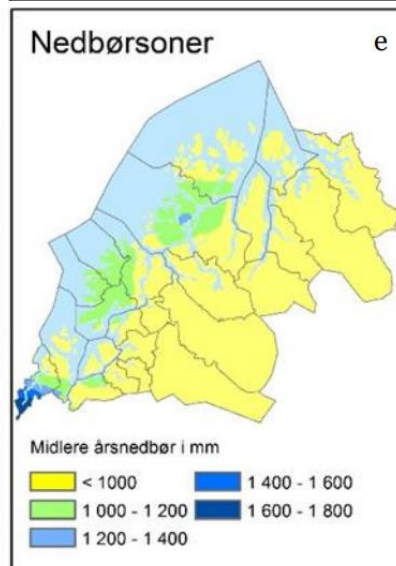 Nedbørsoner e
Midlere årsnedbør i mm
< 1000 1 400 - 1 600
1 000 - 1 200 1 600 - 1 800
1 200 - 1 400